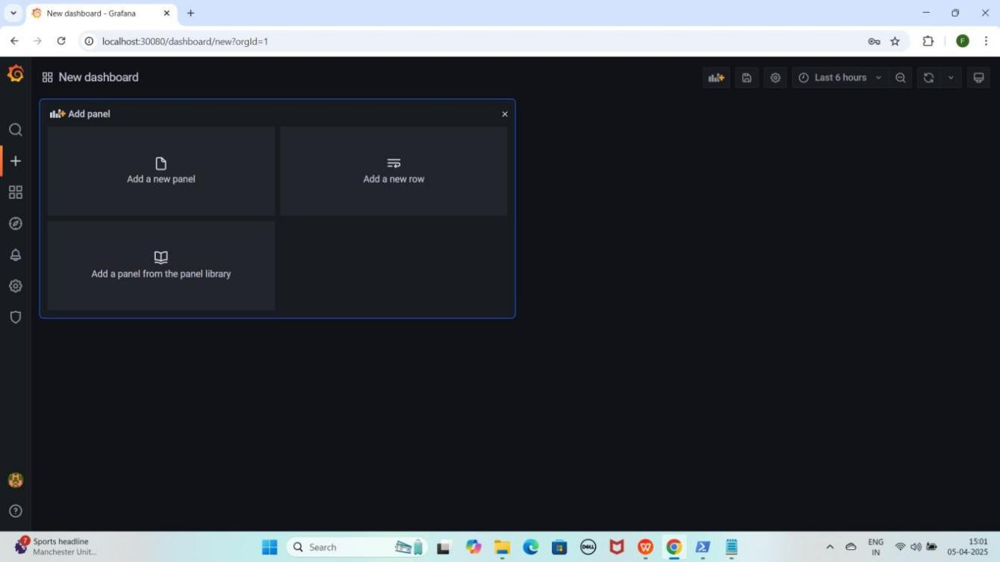 New dashboard - Grafana
localhost:30080/dashboard/new?orgId=1
F
New dashboard
Last 6 hours
Add panel
Add a new panel
Add a new row
Add a panel from the panel library
7
Sports headline
Manchester Unit...
Search
DELL
W
ENG
IN
15:01
05-04-2025